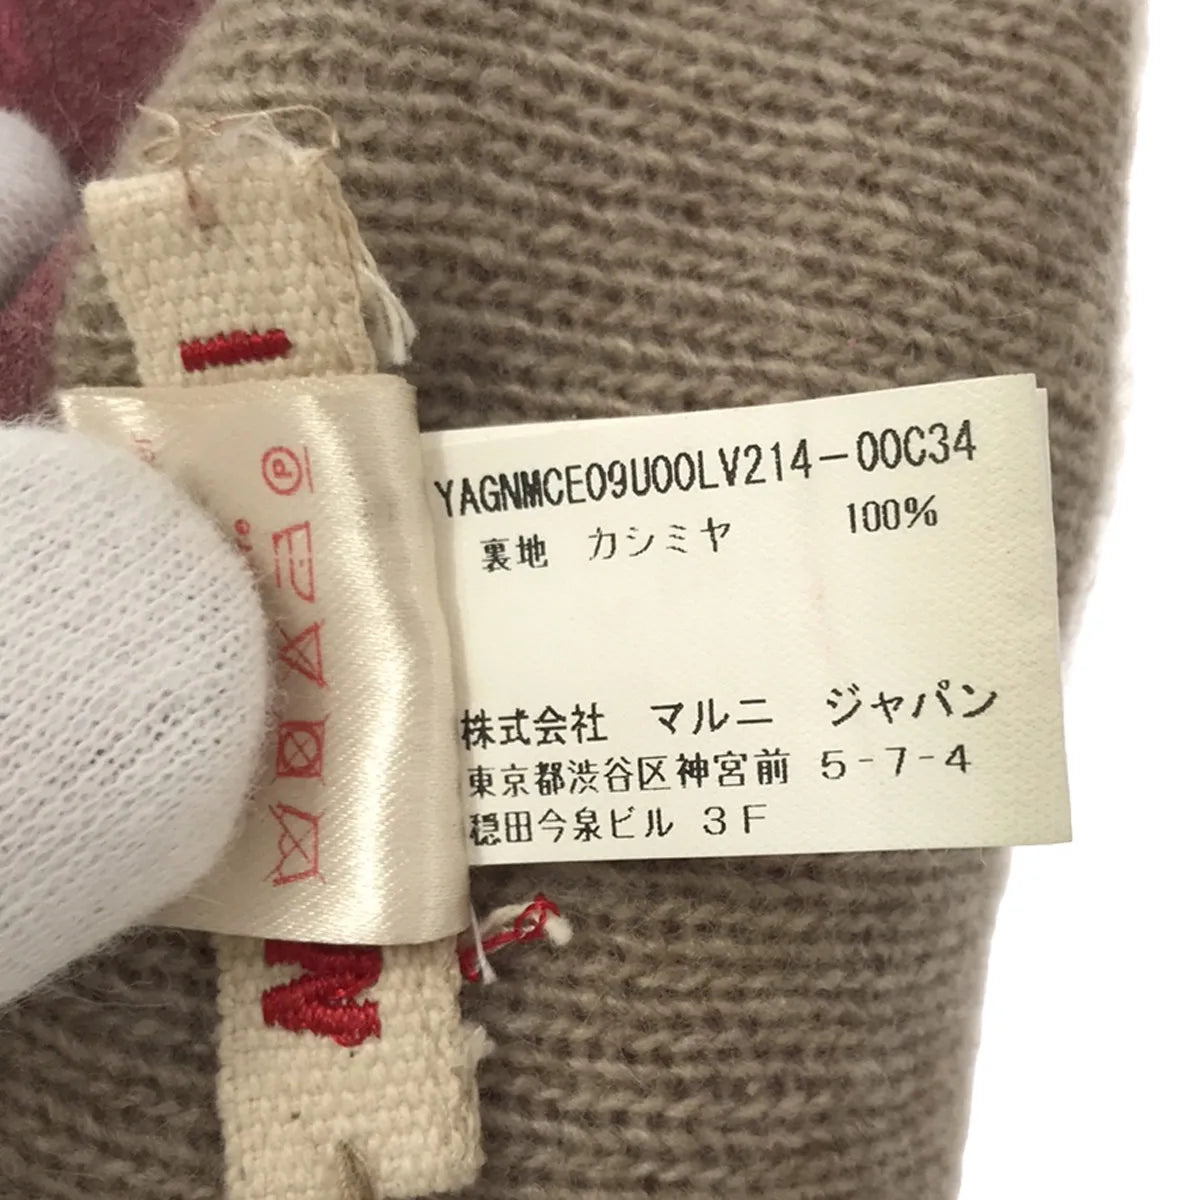 YAGNMCE09U00LV214-00C34
裏地 カシミヤ 100%
株式会社 マルニ ジャパン
東京都渋谷区神宮前 5-7-4
穏田今泉ビル 3F
P
M
I